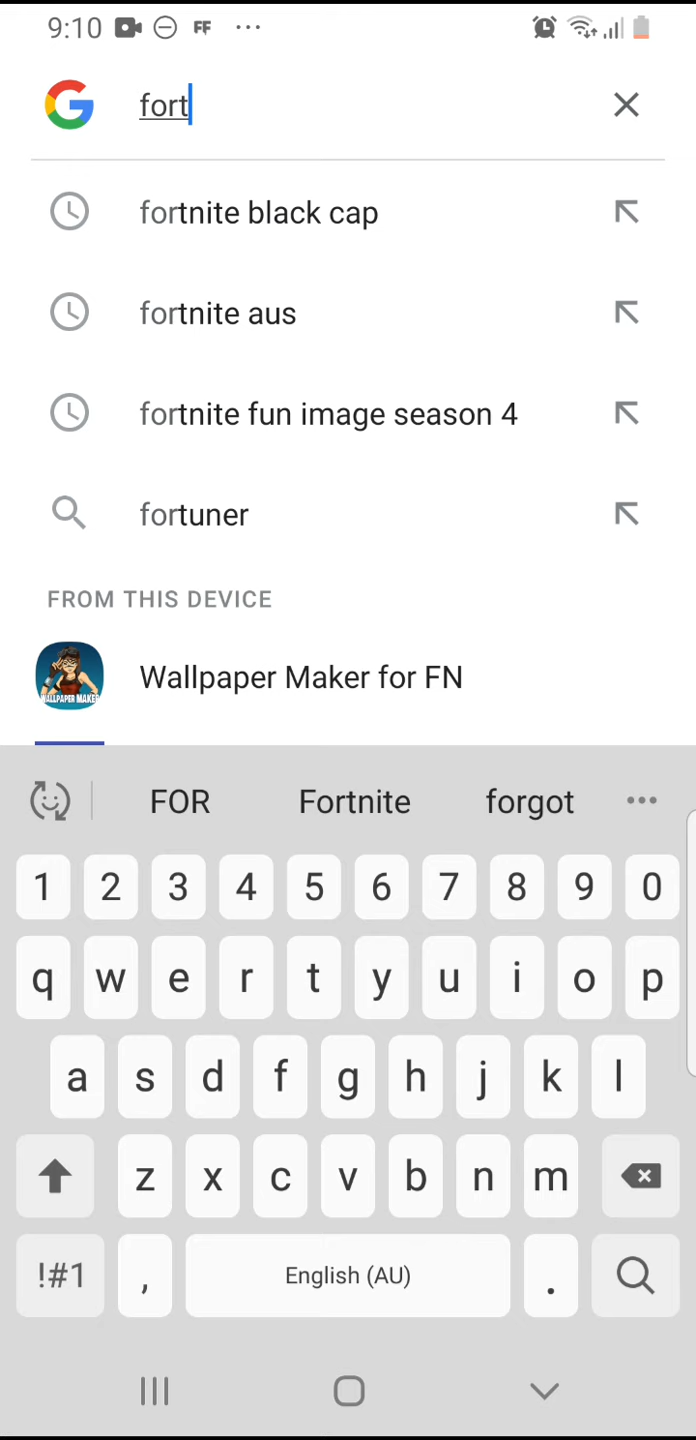 9:10 FF ...
fort
fortnite black cap
fortnite aus
fortnite fun image season 4
fortuner
FROM THIS DEVICE
WALLPAPER MAKER
Wallpaper Maker for FN
FOR Fortnite forgot ...
1 2 3 4 5 6 7 8 9 0
q w e r t y u i o p
a s d f g h j k l
z x c v b n m
!#1 , English (AU) .